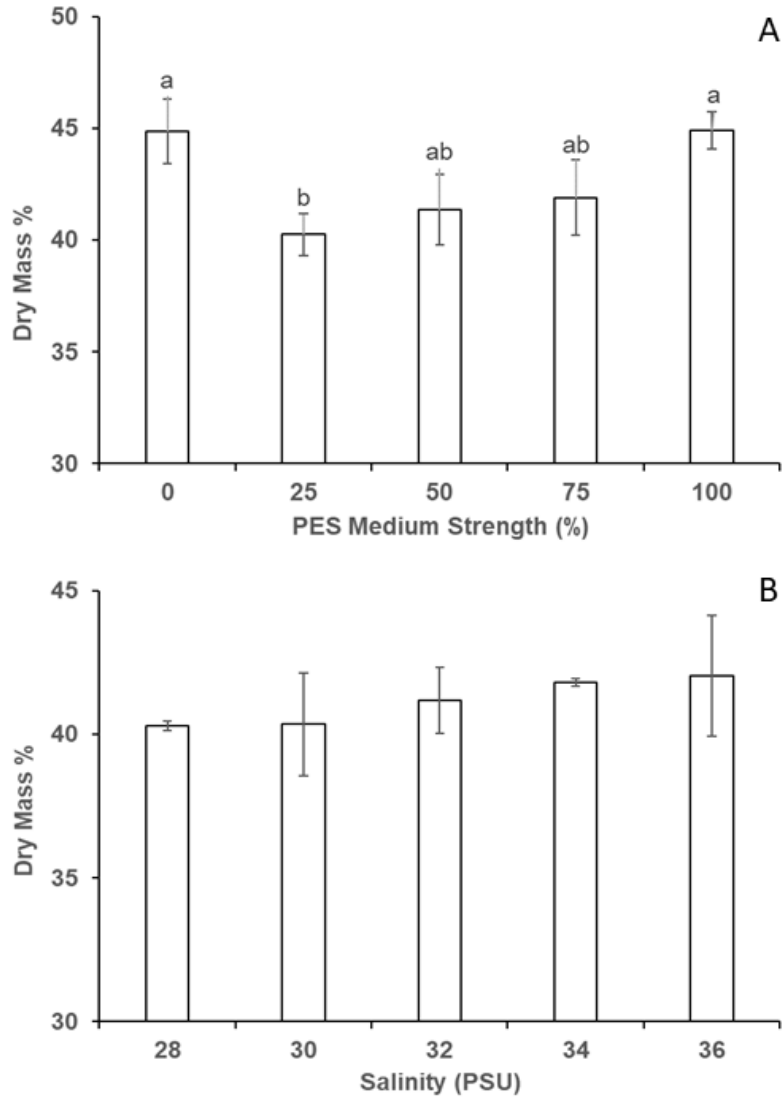 A
50
45
40
35
30
Dry Mass %
a
b
ab
ab
a
0 25 50 75 100
PES Medium Strength (%)
B
45
40
35
30
Dry Mass %
28 30 32 34 36
Salinity (PSU)